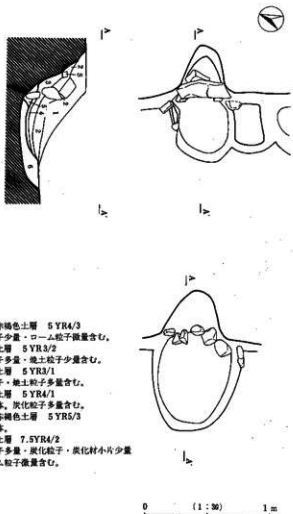 赤褐色土層 5YR4/3
子少量・ローム粒子微量含む。
土層 5YR3/2
子多量・焼土粒子少量含む。
土層 5YR3/1
子・焼土粒子多量含む。
土層 5YR4/1
体。炭化粒子多量含む。
赤褐色土層 5YR5/3
体。
土層 7.5YR4/2
子多量・炭化粒子・炭化材小片少量
ム粒子微量含む。
0 (1:30) 1m